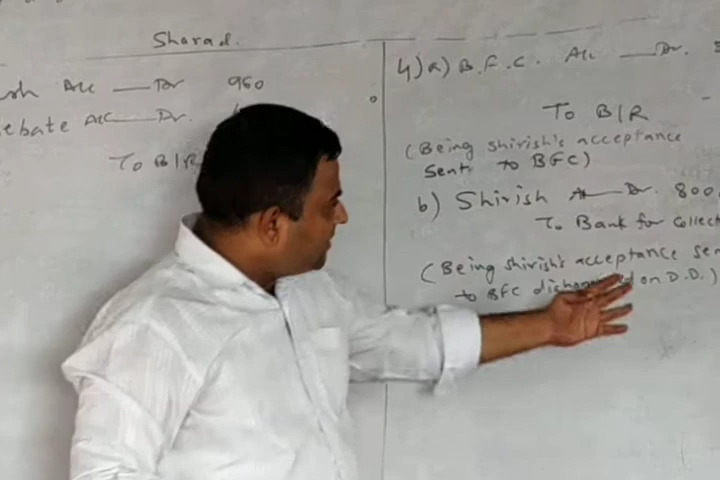 Sharad.
A/c — Dr 960
ebate A/c — Dr.
To B/R
4) a) B.F.C. A/c — Dr.
To B/R
(Being shirish's acceptance
sent to BFC)
b) Shirish A — Dr. 800
To Bank for Collect
(Being shirish's acceptance sen
to BFC on D.D.)